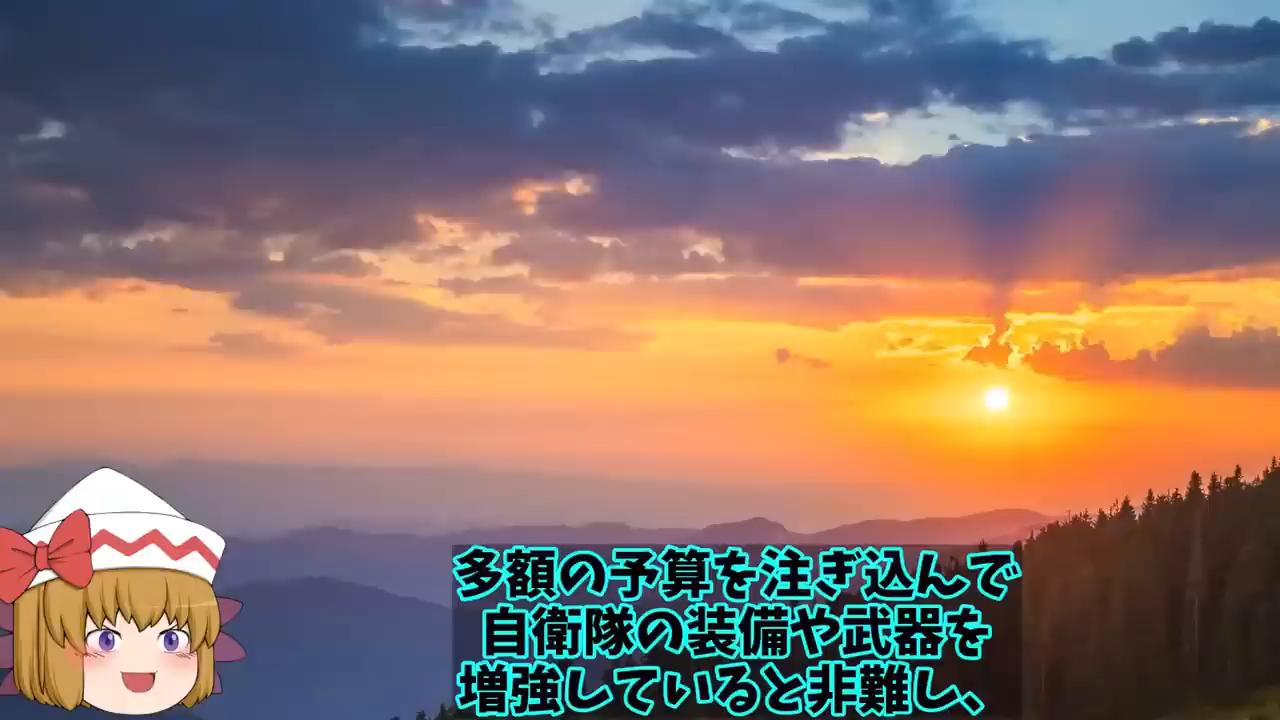 多額の予算を注ぎ込んで
自衛隊の装備や武器を
増強していると非難し、